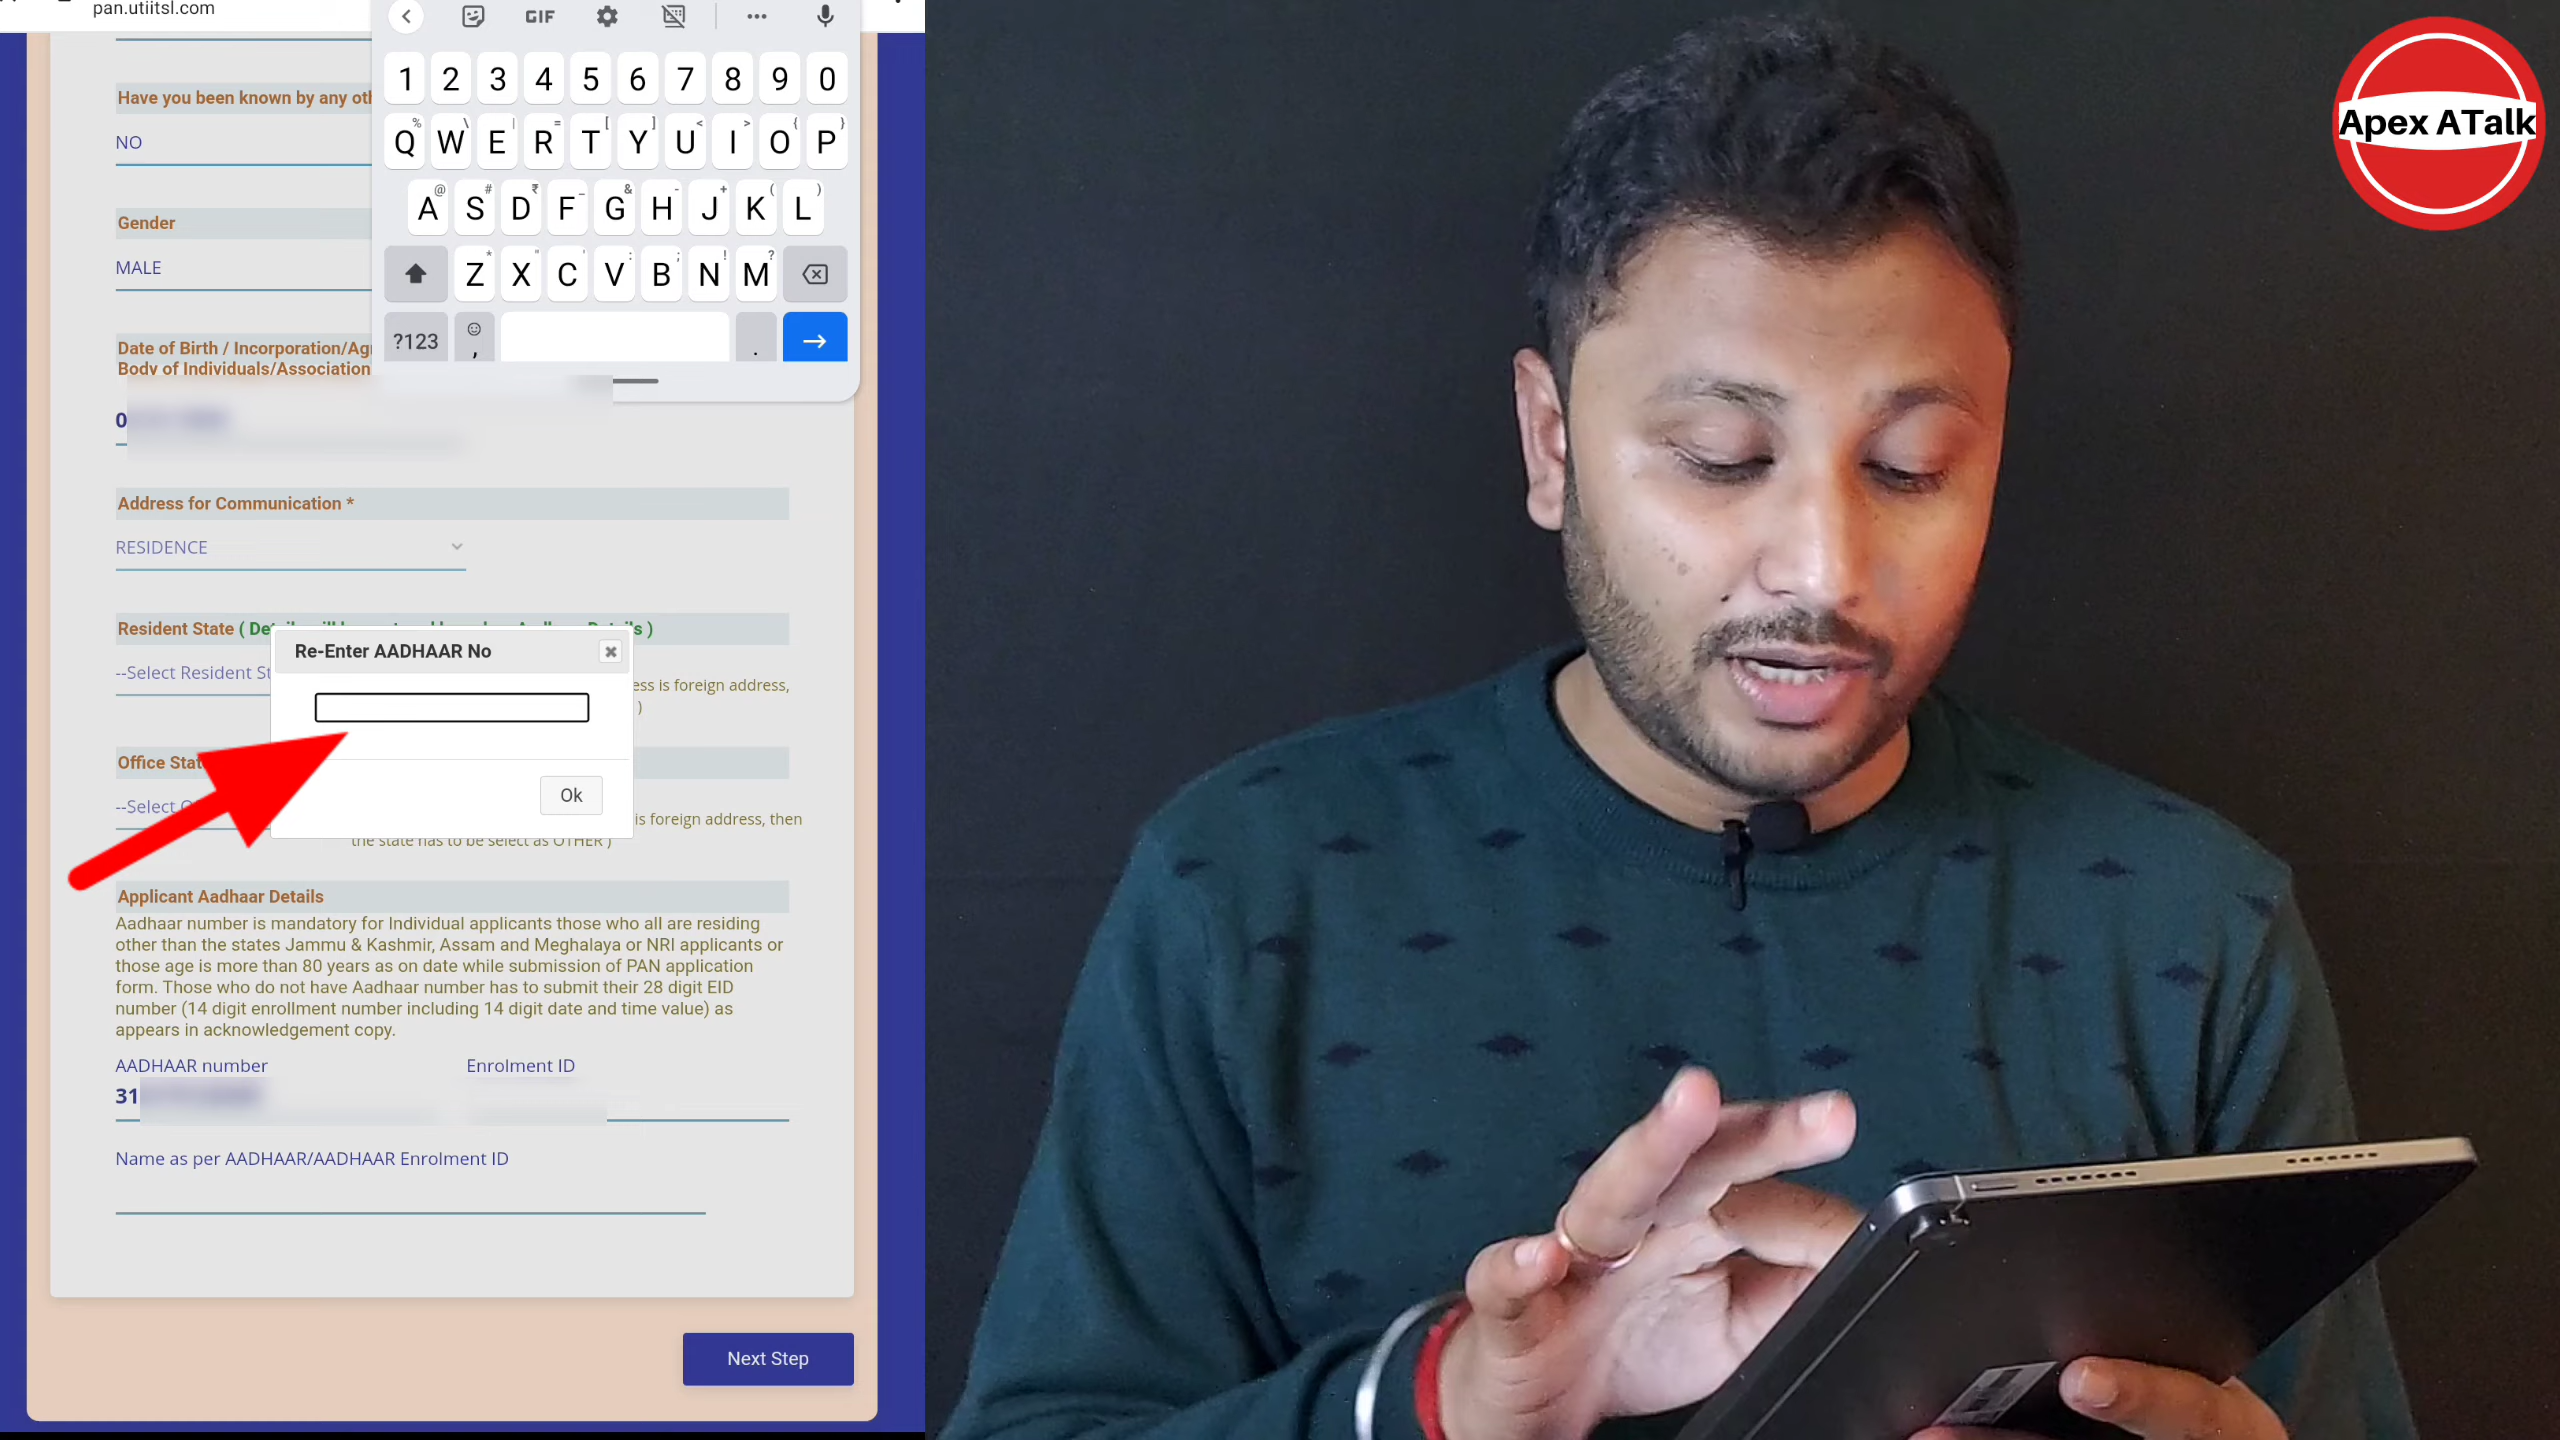 pan.utiitsl.com
GIF
1 2 3 4 5 6 7 8 9 0
Q W E R T Y U I O P
A S D F G H J K L
Z X C V B N M
?123 , .
Have you been known by any oth
NO
Gender
MALE
Date of Birth / Incorporation/Ag
Body of Individuals/Association
0
Address for Communication *
RESIDENCE
Resident State
--Select Resident St
ess is foreign address,
)
Re-Enter AADHAAR No
Ok
Office Stat
--Select O
is foreign address, then
the state has to be select as OTHER )
Applicant Aadhaar Details
Aadhaar number is mandatory for Individual applicants those who all are residing
other than the states Jammu & Kashmir, Assam and Meghalaya or NRI applicants or
those age is more than 80 years as on date while submission of PAN application
form. Those who do not have Aadhaar number has to submit their 28 digit EID
number (14 digit enrollment number including 14 digit date and time value) as
appears in acknowledgement copy.
AADHAAR number Enrolment ID
31
Name as per AADHAAR/AADHAAR Enrolment ID
Next Step
Apex ATalk